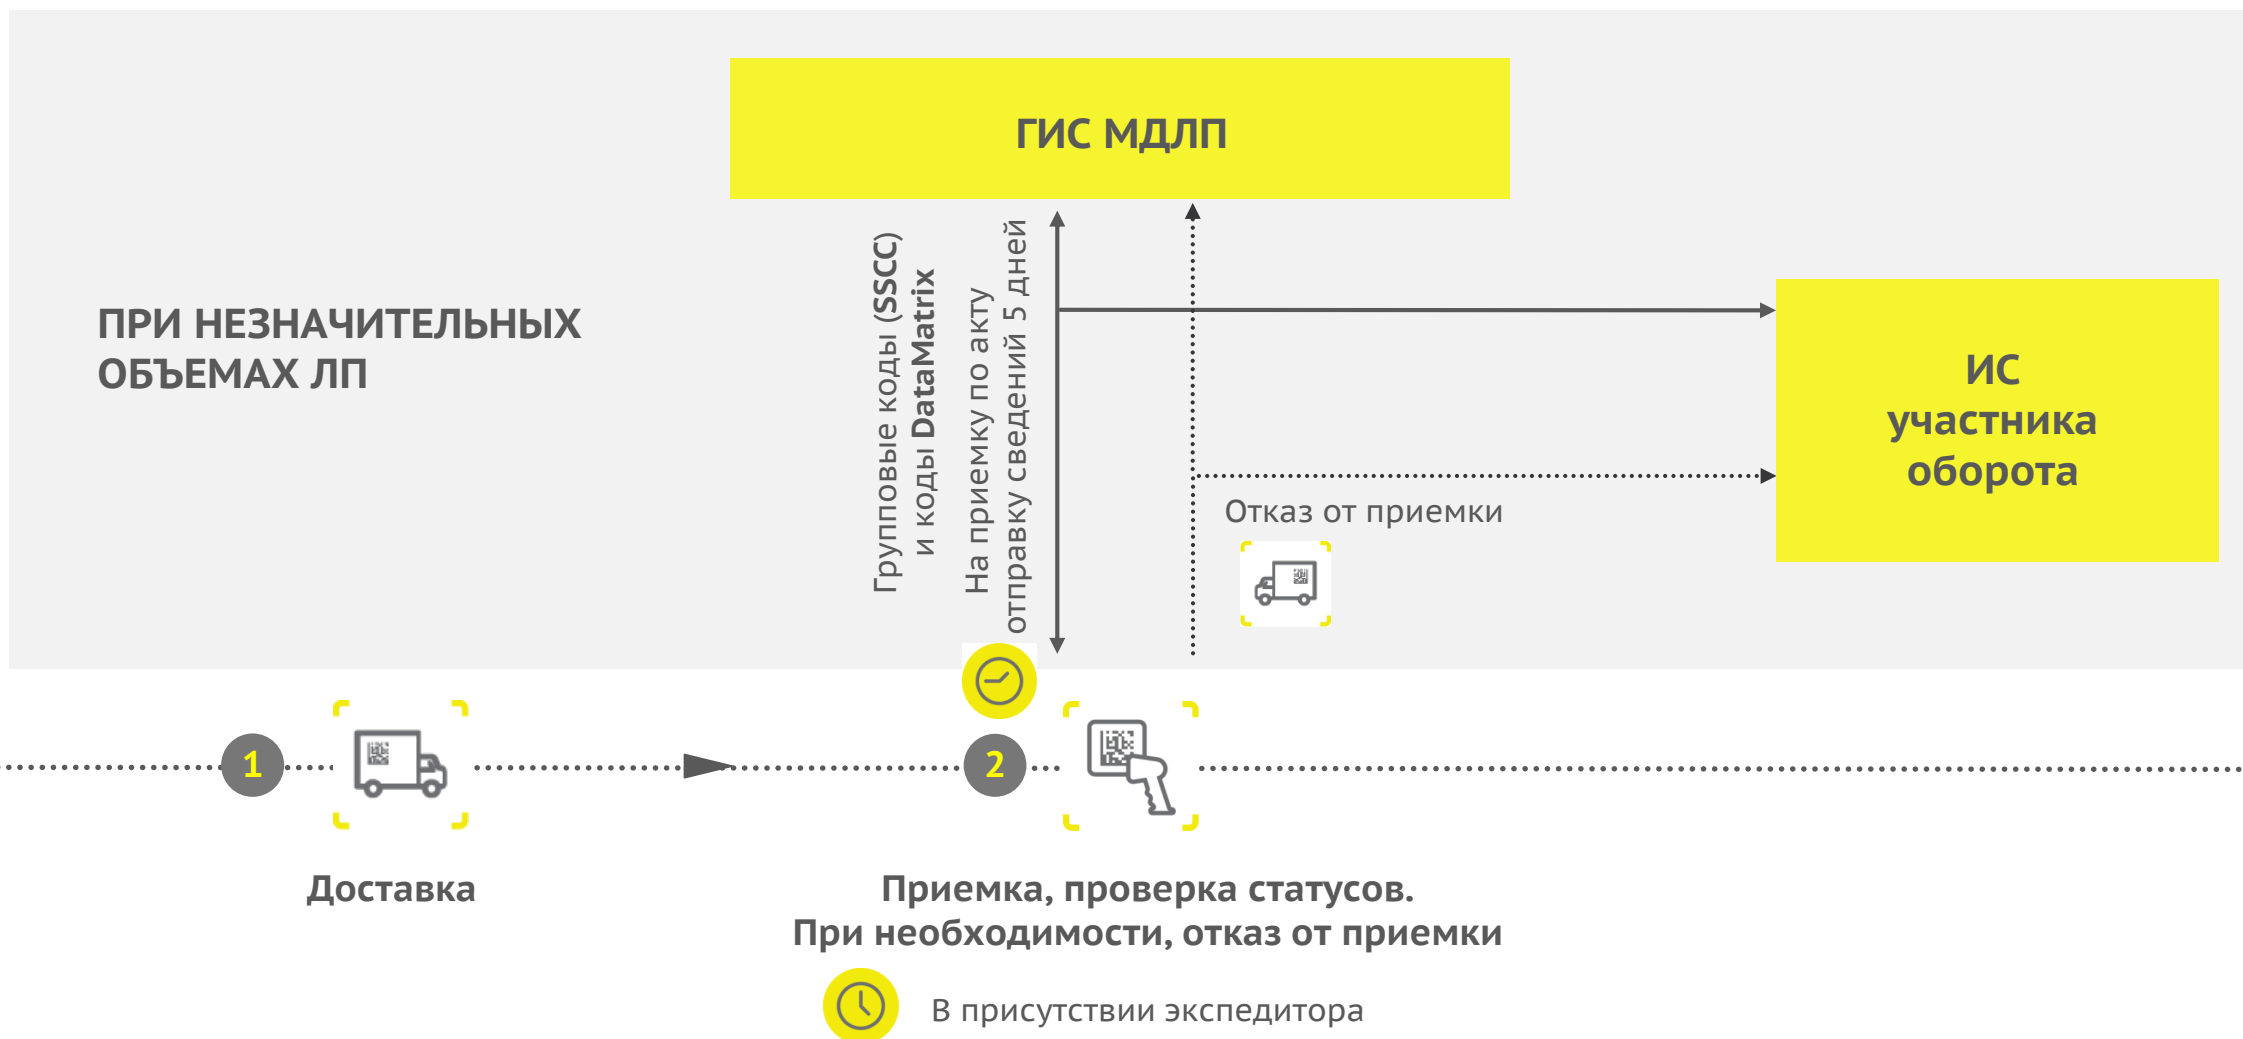 ГИС МДЛП
ПРИ НЕЗНАЧИТЕЛЬНЫХ
ОБЪЕМАХ ЛП
Групповые коды (SSCC)
и коды DataMatrix
На приемку по акту
отправку сведений 5 дней
ИС
участника
оборота
Отказ от приемки
1
2
Доставка
Приемка, проверка статусов.
При необходимости, отказ от приемки
В присутствии экспедитора